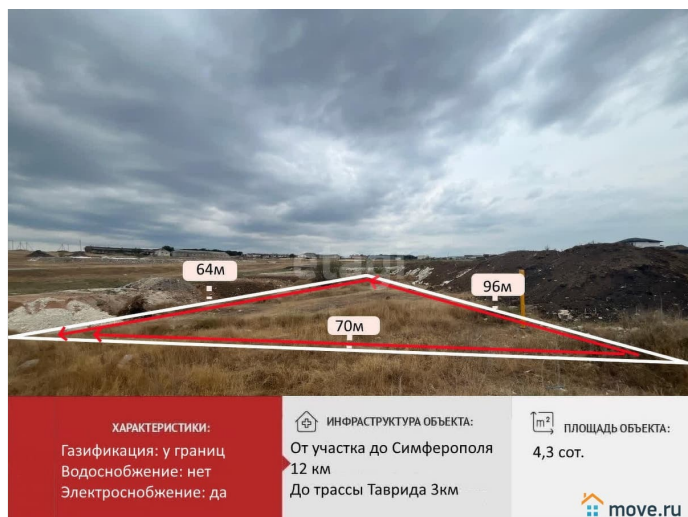 64м
96м
70м
ХАРАКТЕРИСТИКИ:
Газификация: у границ
Водоснобжение: нет
Электроснобжение: да
ИНФРАСТРУКТУРА ОБЪЕКТА:
От участка до Симферополя
12 км
До трассы Таврида 3км
м²
ПЛОЩАДЬ ОБЪЕКТА:
4,3 сот.
move.ru